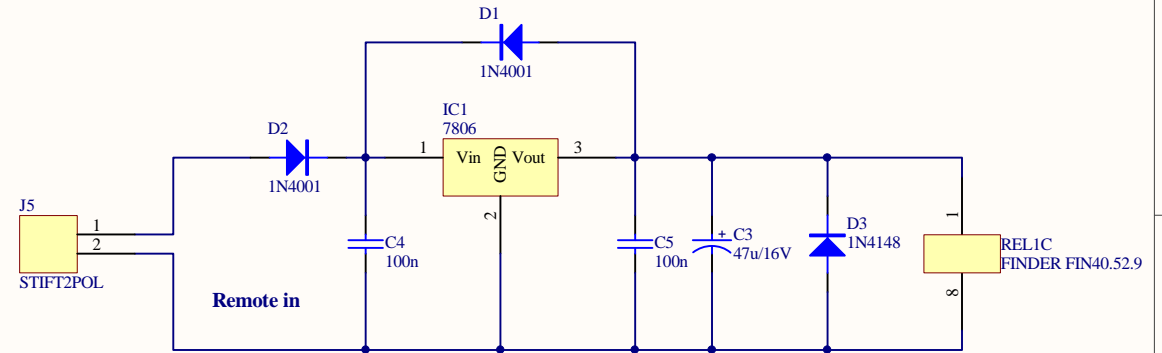 D1
1N4001
IC1
7806
D2
1
Vin
GND
Vout
3
1N4001
2
J5
1
2
STIFT2POL
C4
100n
C5
100n
+
C3
47u/16V
D3
1N4148
1
REL1C
FINDER FIN40.52.9
8
Remote in